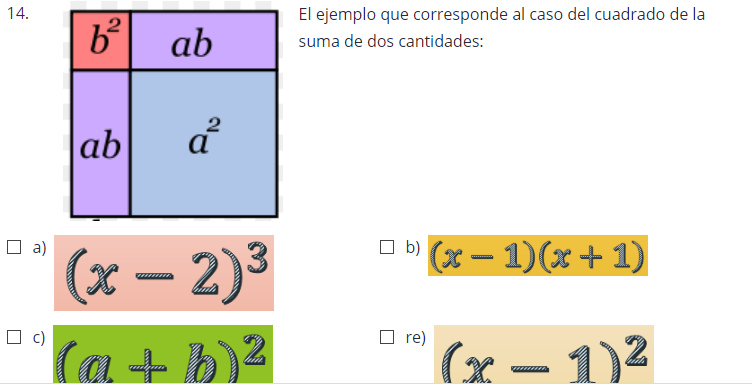 14.
b² ab
ab a²
El ejemplo que corresponde al caso del cuadrado de la
suma de dos cantidades:
a) (x − 2)³
b) (x − 1)(x + 1)
c) (a + b)²
re) (x − 1)²